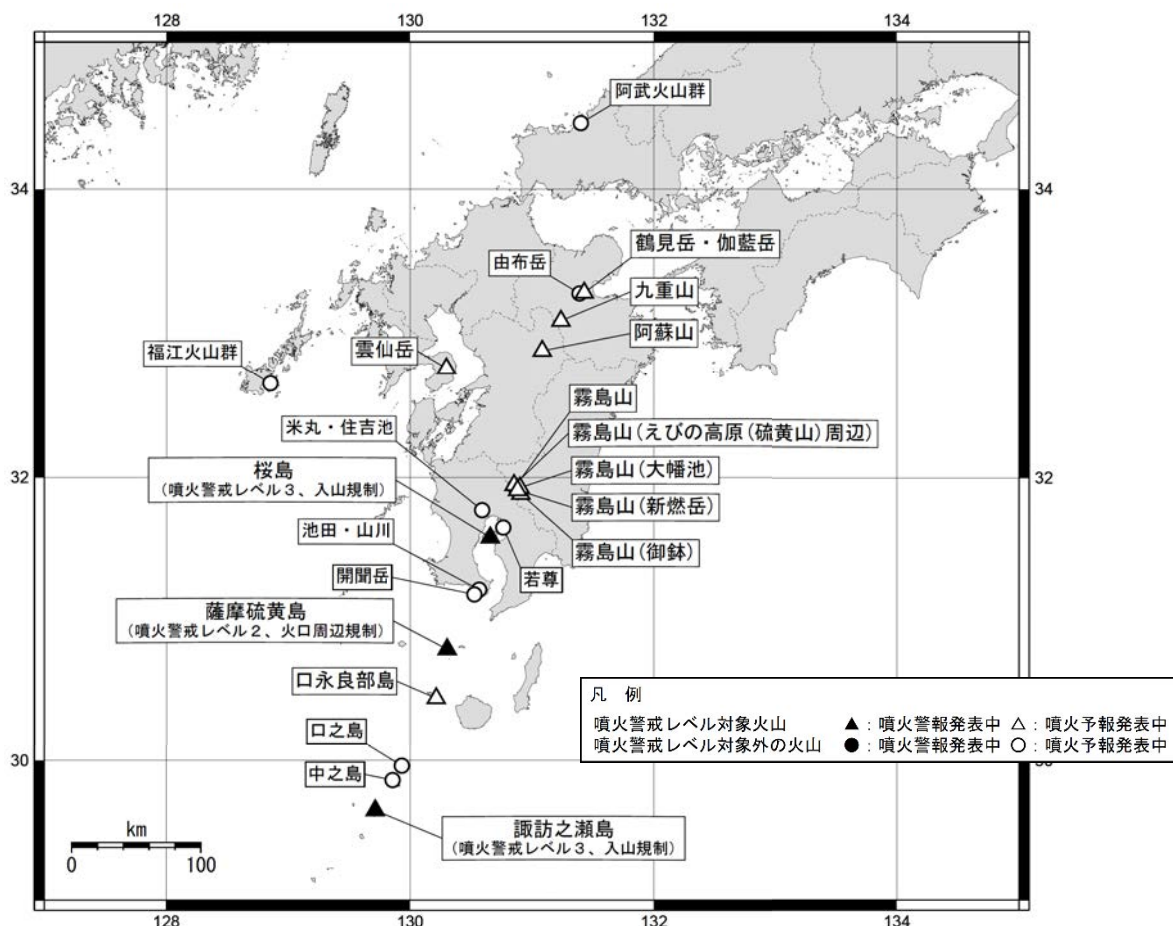 128
130
132
134
阿武火山群
34
34
鶴見岳・伽藍岳
由布岳
九重山
阿蘇山
雲仙岳
福江火山群
霧島山
米丸・住吉池
霧島山(えびの高原(硫黄山)周辺)
32
32
桜島
(噴火警戒レベル3、入山規制)
霧島山(大幡池)
霧島山(新燃岳)
池田・山川
霧島山(御鉢)
開聞岳
若尊
薩摩硫黄島
(噴火警戒レベル2、火口周辺規制)
口永良部島
凡 例
噴火警戒レベル対象火山 ▲:噴火警報発表中 △:噴火予報発表中
噴火警戒レベル対象外の火山 ●:噴火警報発表中 ○:噴火予報発表中
口之島
30
中之島
諏訪之瀬島
(噴火警戒レベル3、入山規制)
km
0 100
128
130
132
134